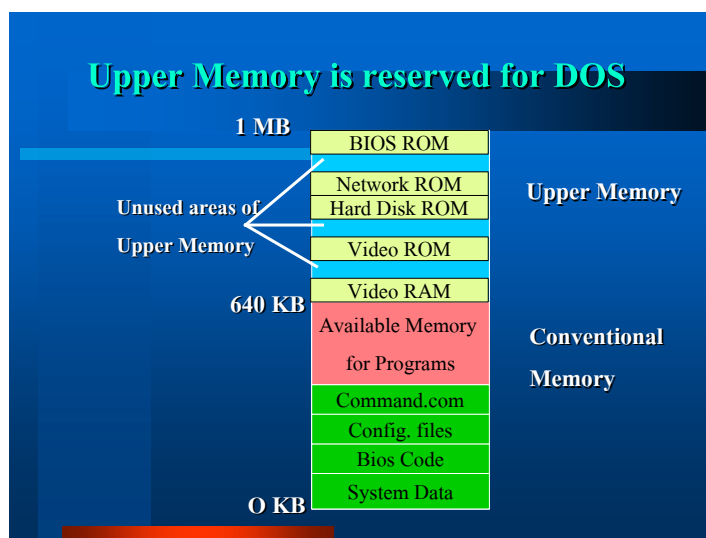 Upper Memory is reserved for DOS
1 MB
BIOS ROM
Network ROM
Hard Disk ROM
Unused areas of
Upper Memory
Video ROM
Video RAM
Upper Memory
640 KB
Available Memory
for Programs
Conventional
Memory
Command.com
Config. files
Bios Code
System Data
O KB